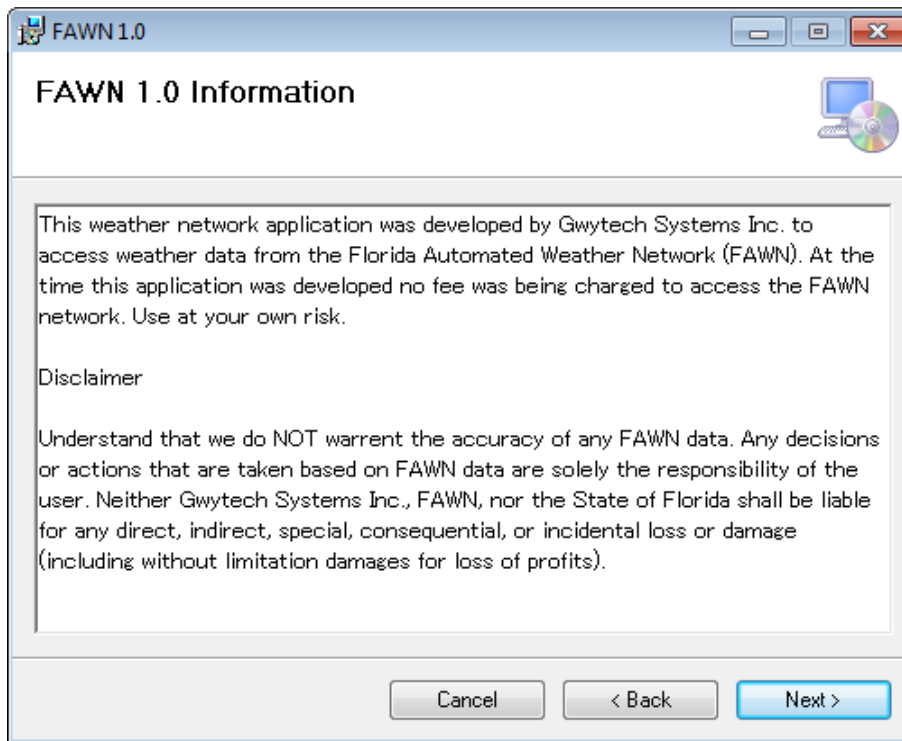 FAWN 1.0
FAWN 1.0 Information
This weather network application was developed by Gwytech Systems Inc. to
access weather data from the Florida Automated Weather Network (FAWN). At the
time this application was developed no fee was being charged to access the FAWN
network. Use at your own risk.
Disclaimer
Understand that we do NOT warrent the accuracy of any FAWN data. Any decisions
or actions that are taken based on FAWN data are solely the responsibility of the
user. Neither Gwytech Systems Inc., FAWN, nor the State of Florida shall be liable
for any direct, indirect, special, consequential, or incidental loss or damage
(including without limitation damages for loss of profits).
Cancel
< Back
Next >